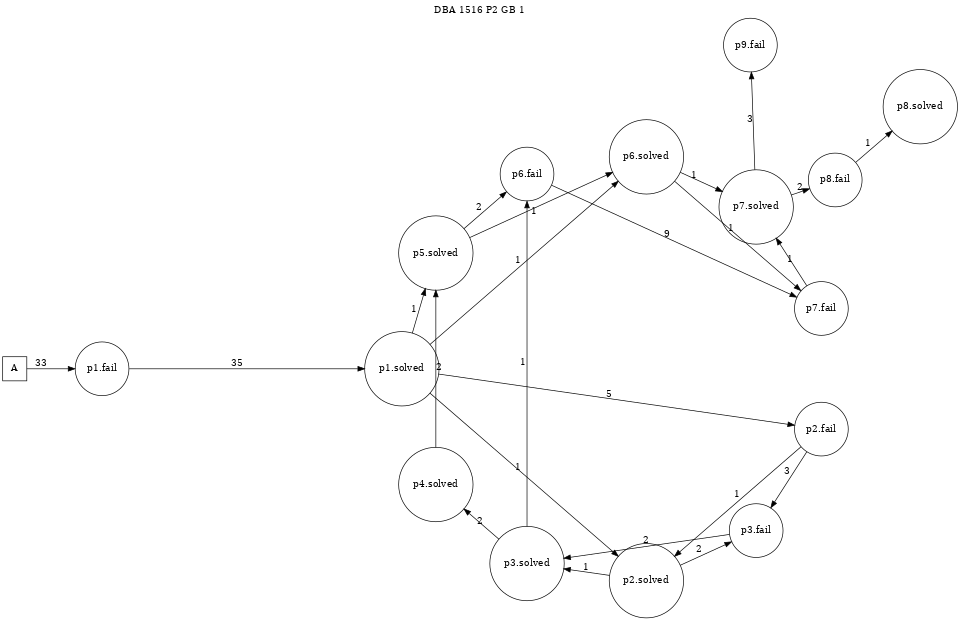 DBA 1516 P2 GB 1
p9.fail
p8.solved
3
1
p6.solved
p6.fail
p8.fail
1
2
p7.solved
2
1
1
p5.solved
9
1
1
1
p7.fail
1
A
33
p1.fail
35
p1.solved
2
1
5
p2.fail
1
3
p4.solved
1
2
p3.fail
2
2
p3.solved
1
p2.solved